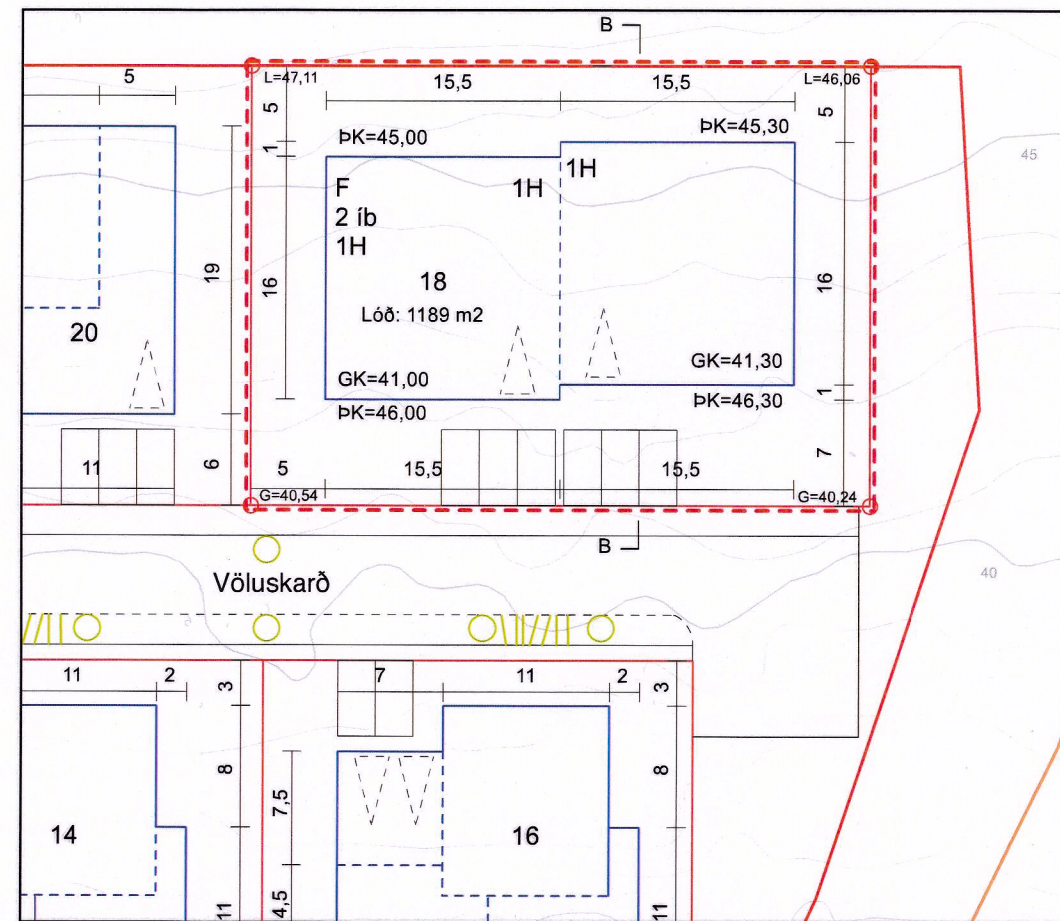 B
5
L=47,11
15,5
15,5
L=46,06
5
5
ÞK=45,00
ÞK=45,30
45
1
F
1H
1H
2 íb
1H
19
16
18
16
Lóð: 1189 m2
20
GK=41,00
GK=41,30
ÞK=46,00
ÞK=46,30
1
11
6
5
15,5
15,5
7
G=40,54
G=40,24
B
Völuskarð
40
11
2
3
7
11
2
3
8
8
7,5
14
16
11
4,5
11